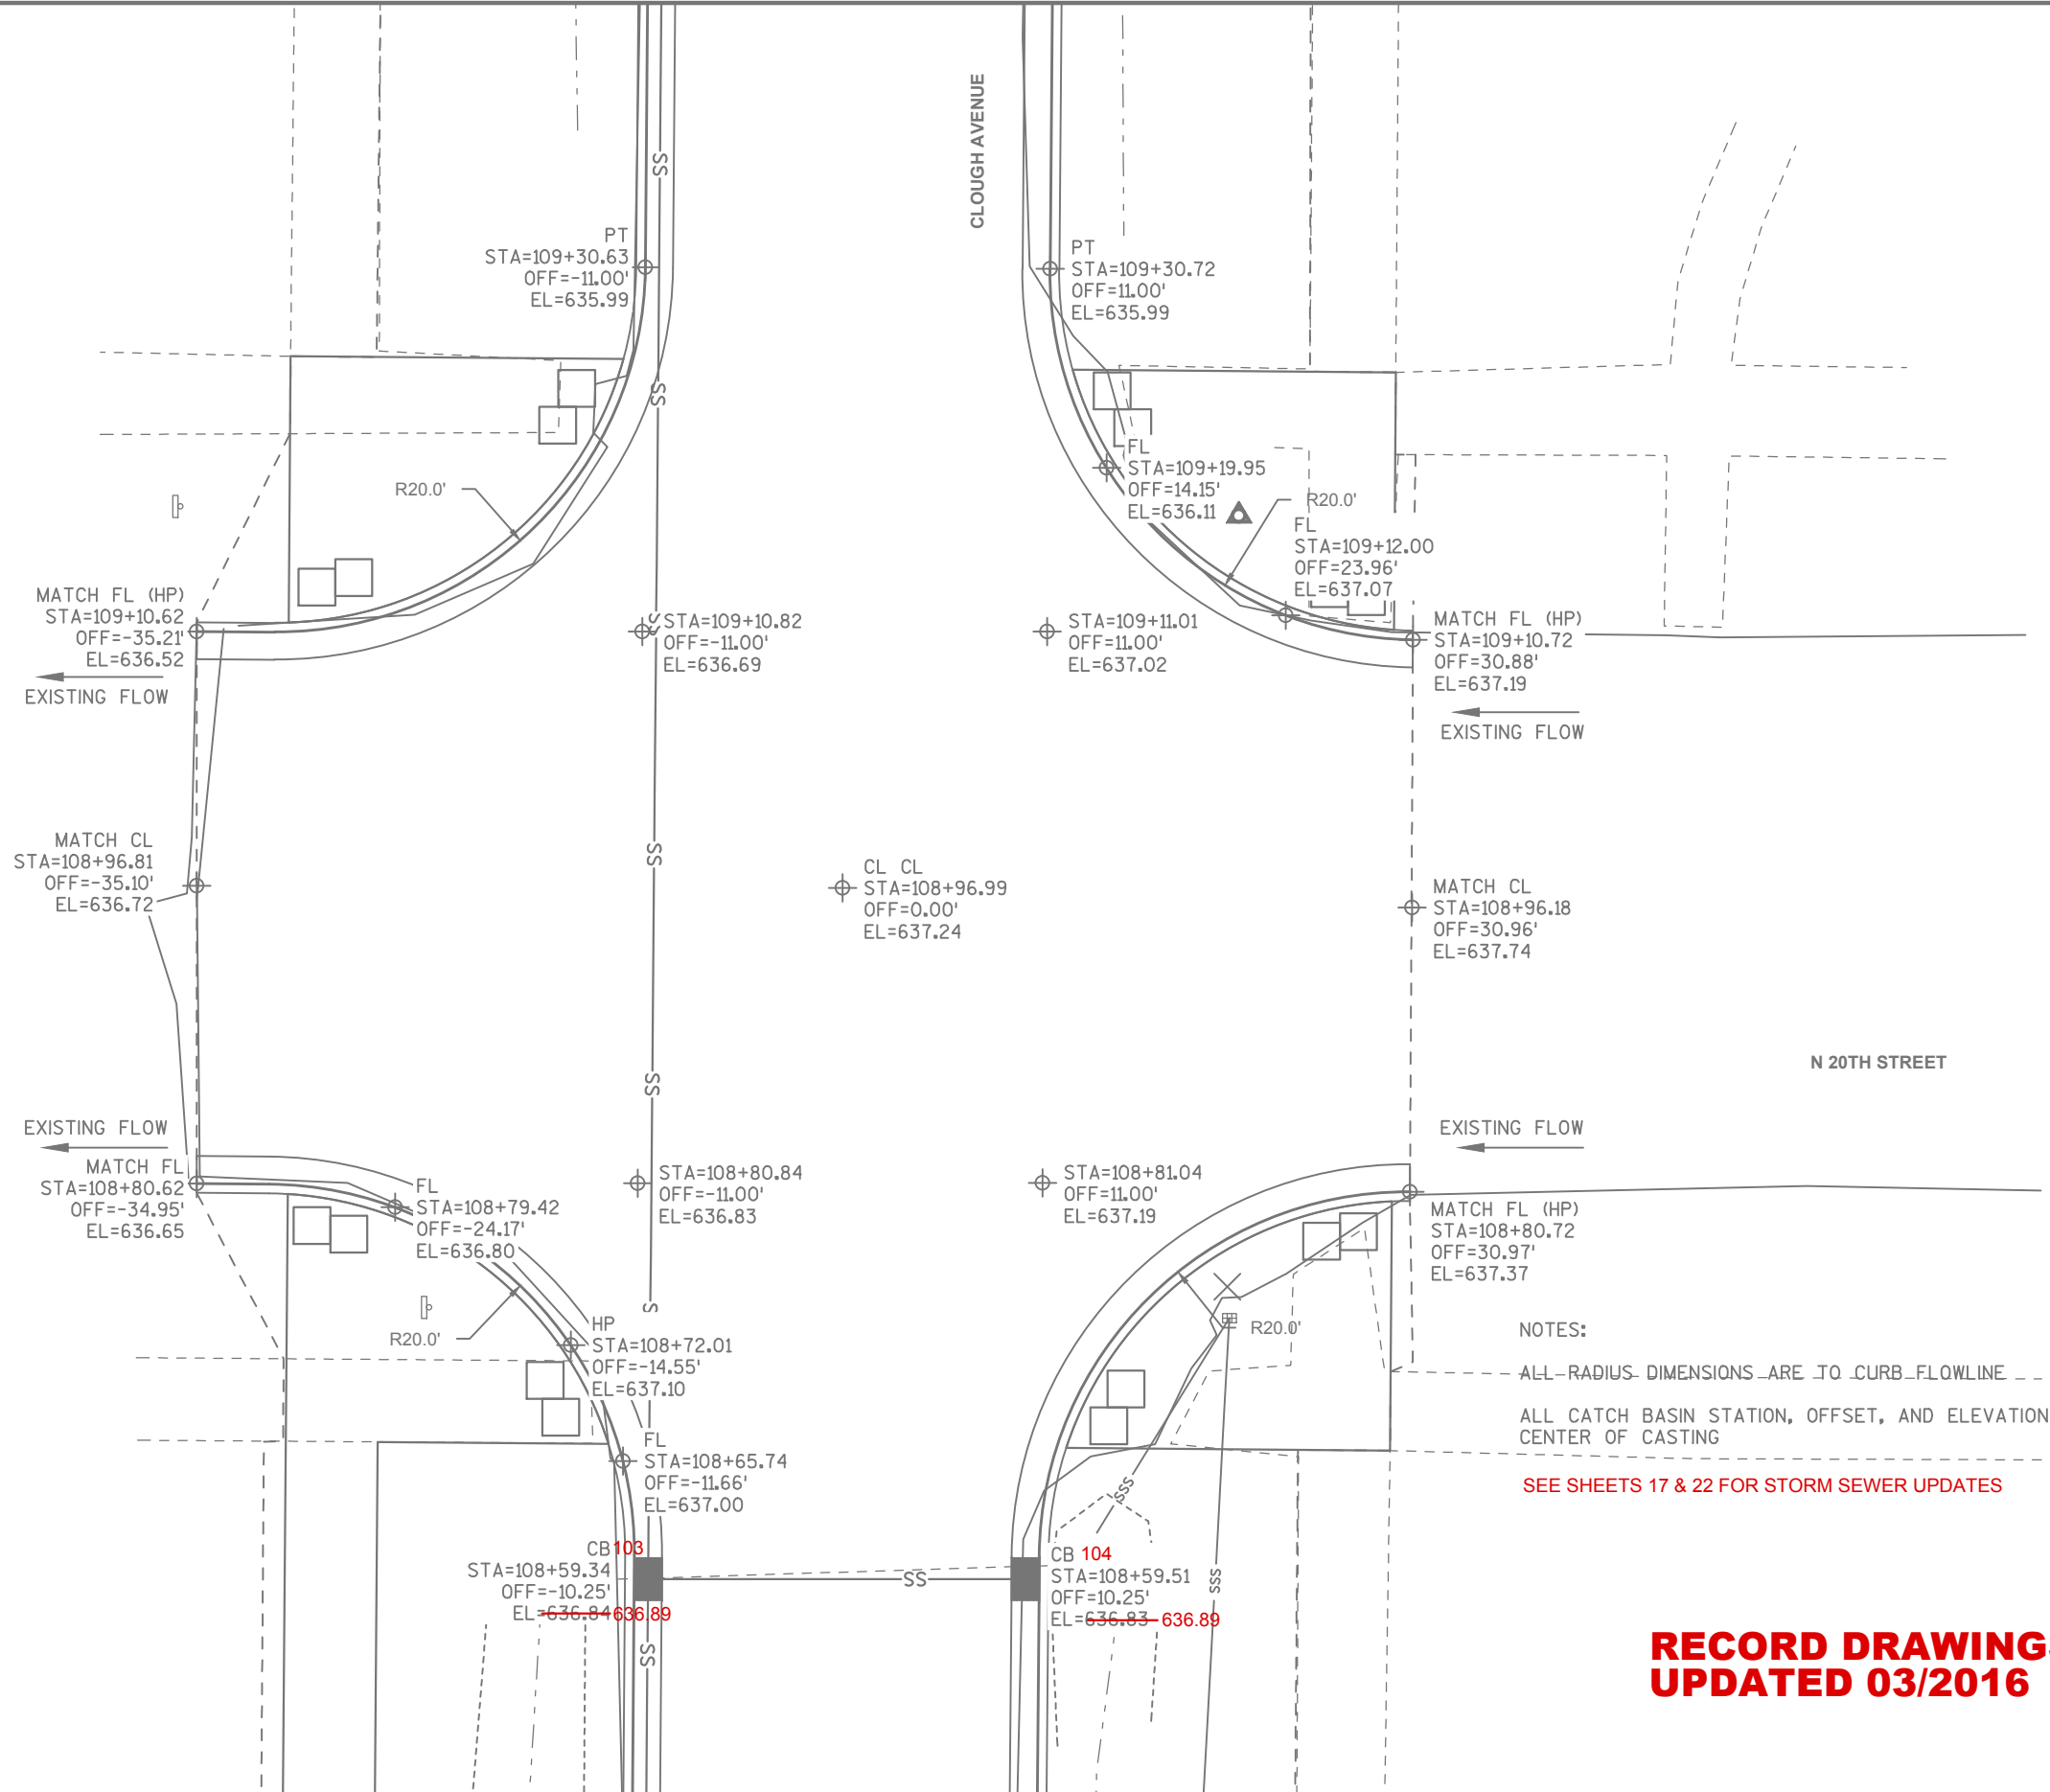 CLOUGH AVENUE
SS
PT
STA=109+30.63
OFF=-11.00'
EL=635.99
PT
STA=109+30.72
OFF=11.00'
EL=635.99
SS
R20.0'
FL
STA=109+19.95
OFF=14.15'
EL=636.11
R20.0'
FL
STA=109+12.00
OFF=23.96'
EL=637.07
MATCH FL (HP)
STA=109+10.62
OFF=-35.21'
EL=636.52
EXISTING FLOW
STA=109+10.82
OFF=-11.00'
EL=636.69
STA=109+11.01
OFF=11.00'
EL=637.02
MATCH FL (HP)
STA=109+10.72
OFF=30.88'
EL=637.19
EXISTING FLOW
MATCH CL
STA=108+96.81
OFF=-35.10'
EL=636.72
SS
CL CL
STA=108+96.99
OFF=0.00'
EL=637.24
MATCH CL
STA=108+96.18
OFF=30.96'
EL=637.74
N 20TH STREET
SS
EXISTING FLOW
MATCH FL
STA=108+80.62
OFF=-34.95'
EL=636.65
FL
STA=108+79.42
OFF=-24.17'
EL=636.80
STA=108+80.84
OFF=-11.00'
EL=636.83
STA=108+81.04
OFF=11.00'
EL=637.19
EXISTING FLOW
MATCH FL (HP)
STA=108+80.72
OFF=30.97'
EL=637.37
S
R20.0'
HP
STA=108+72.01
OFF=-14.55'
EL=637.10
R20.0'
NOTES:
ALL RADIUS DIMENSIONS ARE TO CURB FLOWLINE
ALL CATCH BASIN STATION, OFFSET, AND ELEVATION
CENTER OF CASTING
SEE SHEETS 17 & 22 FOR STORM SEWER UPDATES
FL
STA=108+65.74
OFF=-11.66'
EL=637.00
SSS
CB 103
STA=108+59.34
OFF=-10.25'
EL=636.84 636.89
SS
CB 104
STA=108+59.51
OFF=10.25'
EL=636.83 636.89
SSS
SS
RECORD DRAWINGS
UPDATED 03/2016